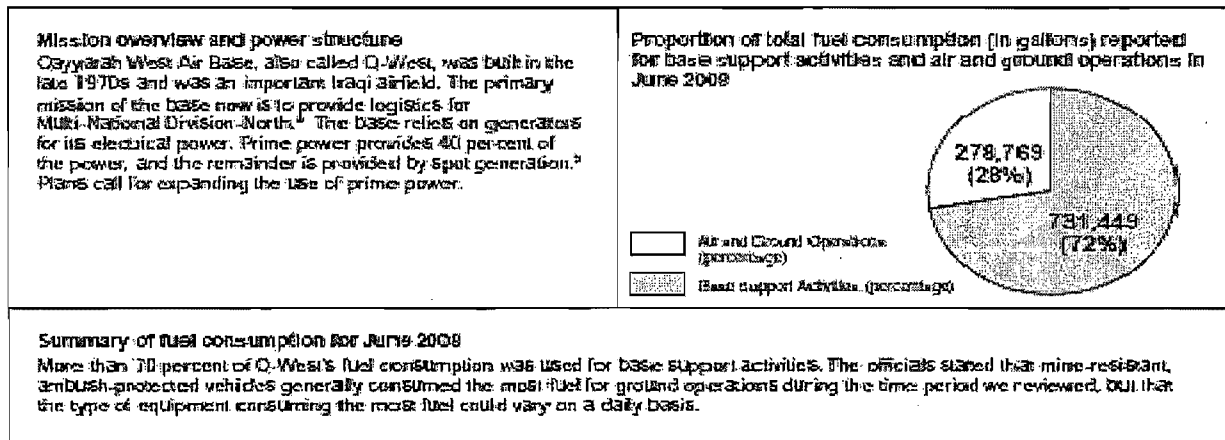 Mission overview and power structure
Qayyarah West Air Base, also called Q-West, was built in the
late 1970s and was an important Iraqi airfield. The primary
mission of the base now is to provide logistics for
Multi-National Division-North.a The base relies on generators
for its electrical power. Prime power provides 40 percent of
the power, and the remainder is provided by spot generation.b
Plans call for expanding the use of prime power.
Proportion of total fuel consumption (in gallons) reported
for base support activities and air and ground operations in
June 2008
278,769
(28%)
731,449
(72%)
Air and Ground Operations
(percentage)
Base support Activities (percentage)
Summary of fuel consumption for June 2008
More than 70 percent of Q-West's fuel consumption was used for base support activities. The officials stated that mine-resistant,
ambush-protected vehicles generally consumed the most fuel for ground operations during the time period we reviewed, but that
the type of equipment consuming the most fuel could vary on a daily basis.